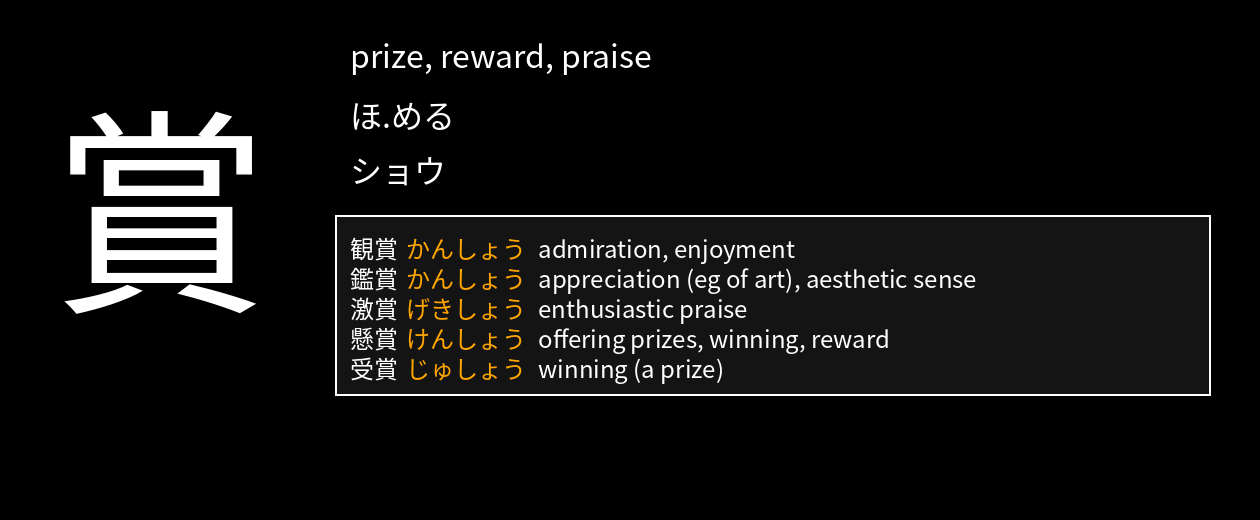 賞
prize, reward, praise
ほ.める
ショウ
観賞 かんしょう admiration, enjoyment
鑑賞 かんしょう appreciation (eg of art), aesthetic sense
激賞 げきしょう enthusiastic praise
懸賞 けんしょう offering prizes, winning, reward
受賞 じゅしょう winning (a prize)